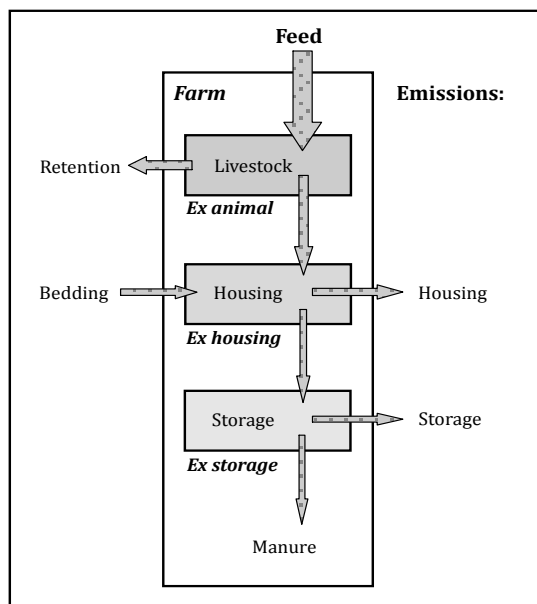 Feed
Farm
Emissions:
Retention
Livestock
Ex animal
Bedding
Housing
Housing
Ex housing
Storage
Storage
Ex storage
Manure